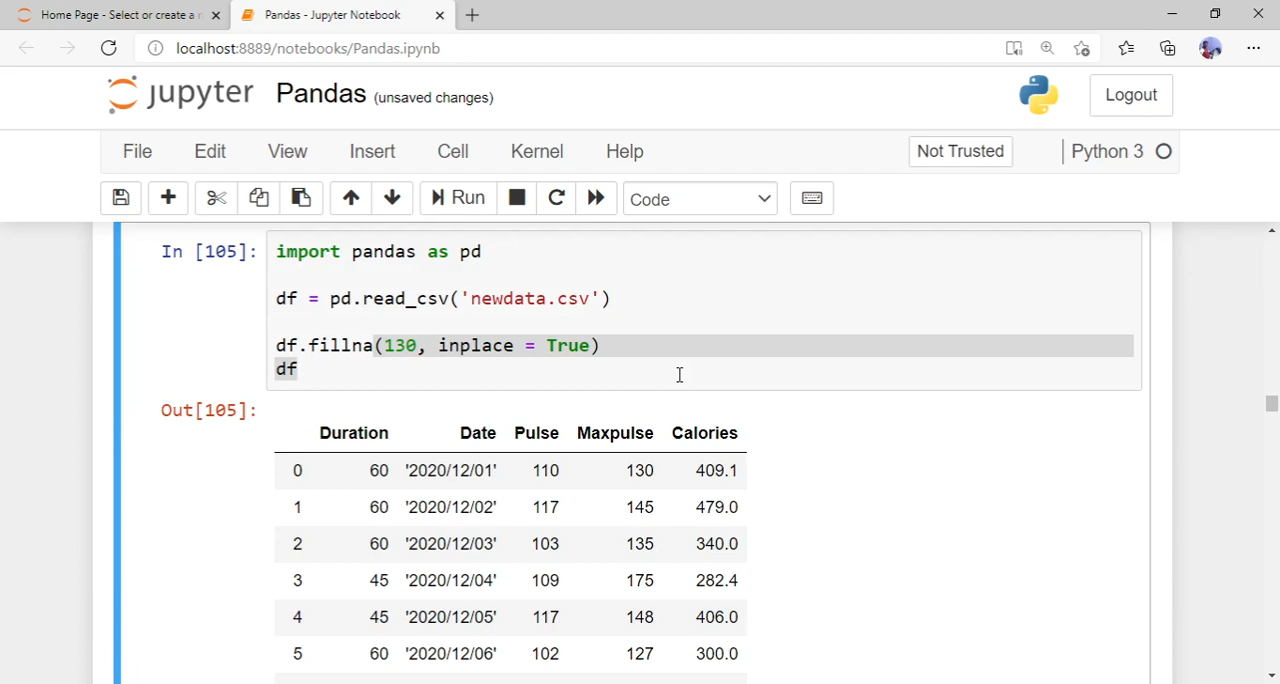 Home Page - Select or create a n
Pandas - Jupyter Notebook
localhost:8889/notebooks/Pandas.ipynb
jupyter Pandas (unsaved changes)
Logout
File Edit View Insert Cell Kernel Help
Not Trusted
Python 3
Run
Code
In [105]:
import pandas as pd
df = pd.read_csv('newdata.csv')
df.fillna(130, inplace = True)
df
Out[105]:
Duration Date Pulse Maxpulse Calories
0 60 '2020/12/01' 110 130 409.1
1 60 '2020/12/02' 117 145 479.0
2 60 '2020/12/03' 103 135 340.0
3 45 '2020/12/04' 109 175 282.4
4 45 '2020/12/05' 117 148 406.0
5 60 '2020/12/06' 102 127 300.0